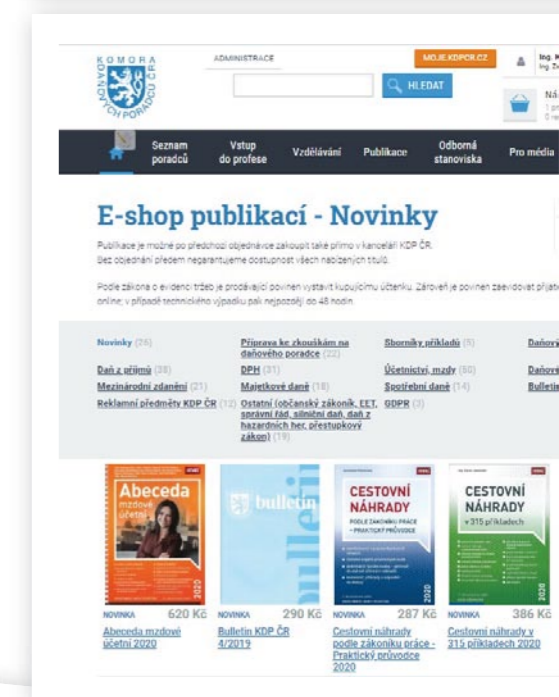 KOMORA
DAŇOVÝCH PORADCŮ ČR
ADMINISTRACE
MOJE.KDPCR.CZ
HLEDAT
Seznam poradců
Vstup do profese
Vzdělávání
Publikace
Odborná stanoviska
Pro média
E-shop publikací - Novinky
Publikace je možné po předchozí objednávce zakoupit také přímo v kanceláři KDP ČR.
Bez objednání předem negarantujeme dostupnost všech nabízených titulů.
Podle zákona o evidenci tržeb je prodávající povinen vystavit kupujícímu účtenku. Zároveň je povinen zaevidovat
online; v případě technického výpadku pak nejpozději do 48 hodin.
Novinky (26)
Příprava ke zkouškám na
daňového poradce (22)
Sborníky příkladů (5)
Daň z příjmů (38)
DPH (31)
Účetnictví, mzdy (50)
Mezinárodní zdanění (21)
Majetkové daně (18)
Spotřební daně (14)
Reklamní předměty KDP ČR (12)
Ostatní (občanský zákoník, EET,
správní řád, silniční daň, daň z
hazardních her, přestupkový
zákon) (19)
GDPR (3)
Abeceda
mzdové
účetní
2020
bulletin
CESTOVNÍ
NÁHRADY
PODLE ZÁKONÍKU PRÁCE
– PRAKTICKÝ PRŮVODCE
2020
CESTOVNÍ
NÁHRADY
v 315 příkladech
2020
NOVINKA 620 Kč
Abeceda mzdové
účetní 2020
NOVINKA 290 Kč
Bulletin KDP ČR
4/2019
NOVINKA 287 Kč
Cestovní náhrady
podle zákoníku práce -
Praktický průvodce
2020
NOVINKA 386 Kč
Cestovní náhrady v
315 příkladech 2020